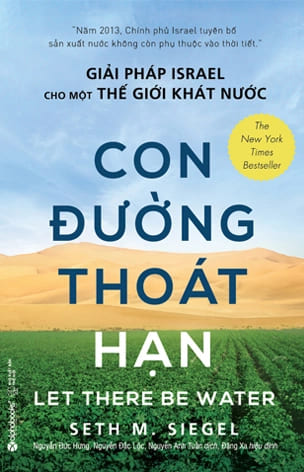 “Năm 2013, Chính phủ Israel tuyên bố
sản xuất nước không còn phụ thuộc vào thời tiết.”
GIẢI PHÁP ISRAEL
CHO MỘT THẾ GIỚI KHÁT NƯỚC
The
New York
Times
Bestseller
CON
ĐƯỜNG
THOÁT
HẠN
LET THERE BE WATER
SETH M. SIEGEL
Nguyễn Đức Hưng, Nguyễn Đắc Lộc, Nguyễn Anh Tuấn dịch, Đặng Xá hiệu đính